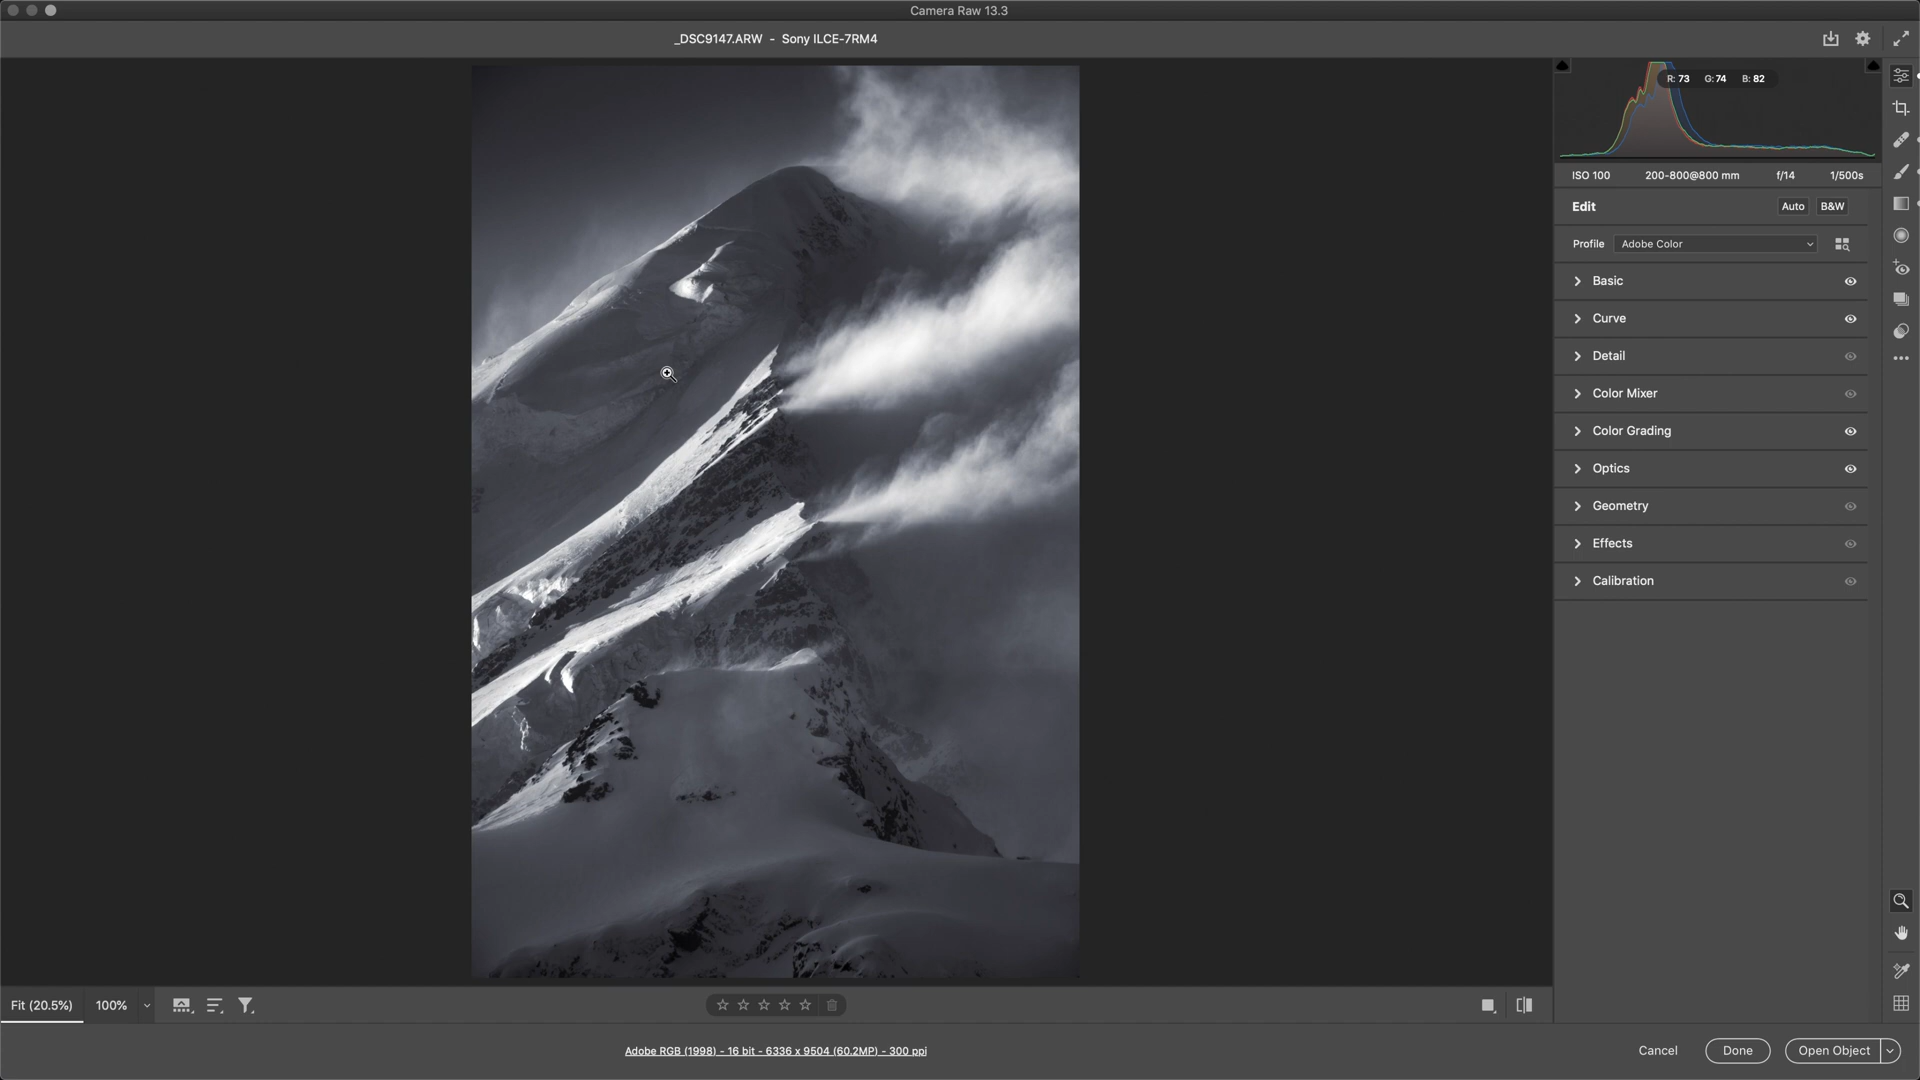 Camera Raw 13.3
_DSC9147.ARW - Sony ILCE-7RM4
R: 73 G: 74 B: 82
ISO 100 200-800@800 mm f/14 1/500s
Edit Auto B&W
Profile Adobe Color
Basic
Curve
Detail
Color Mixer
Color Grading
Optics
Geometry
Effects
Calibration
Fit (20.5%) 100%
Adobe RGB (1998) - 16 bit - 6336 x 9504 (60.2MP) - 300 ppi
Cancel Done Open Object